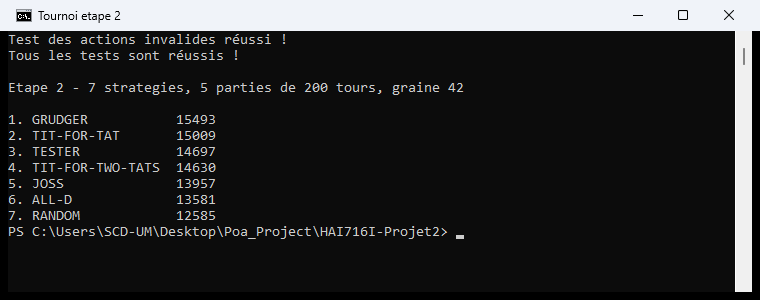 Tournoi etape 2
Test des actions invalides réussi !
Tous les tests sont réussis !
Etape 2 - 7 strategies, 5 parties de 200 tours, graine 42
1. GRUDGER 15493
2. TIT-FOR-TAT 15009
3. TESTER 14697
4. TIT-FOR-TWO-TATS 14630
5. JOSS 13957
6. ALL-D 13581
7. RANDOM 12585
PS C:\Users\SCD-UM\Desktop\Poa_Project\HAI716I-Projet2>